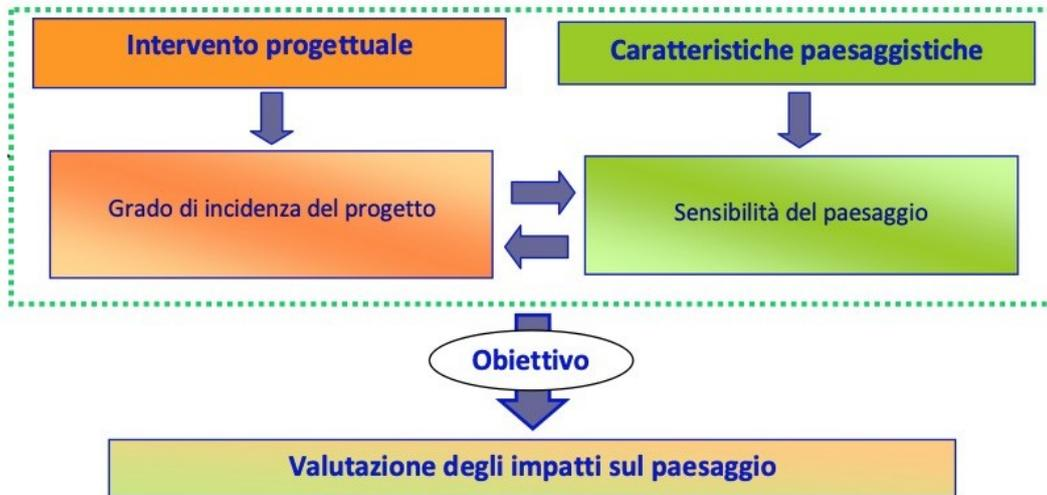 Intervento progettuale
Caratteristiche paesaggistiche
Grado di incidenza del progetto
Sensibilità del paesaggio
Obiettivo
Valutazione degli impatti sul paesaggio